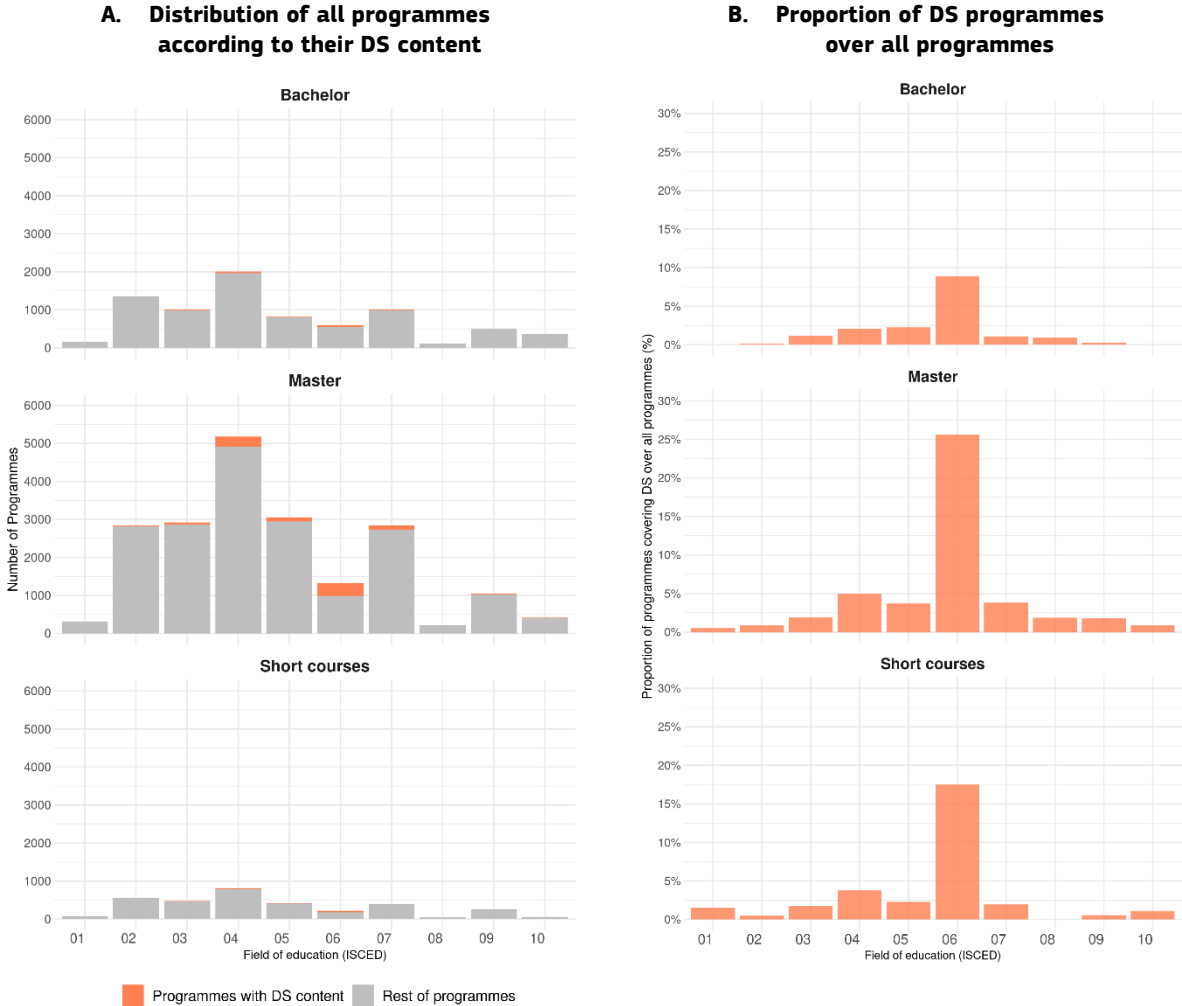 A. Distribution of all programmes
according to their DS content
Bachelor
6000
5000
4000
3000
2000
1000
0
Master
6000
5000
4000
3000
2000
1000
0
Short courses
6000
5000
4000
3000
2000
1000
0
Number of Programmes
01 02 03 04 05 06 07 08 09 10
Field of education (ISCED)
Programmes with DS content Rest of programmes
B. Proportion of DS programmes
over all programmes
Bachelor
30%
25%
20%
15%
10%
5%
0%
Master
30%
25%
20%
15%
10%
5%
0%
Short courses
30%
25%
20%
15%
10%
5%
0%
Proportion of programmes covering DS over all programmes (%)
01 02 03 04 05 06 07 08 09 10
Field of education (ISCED)